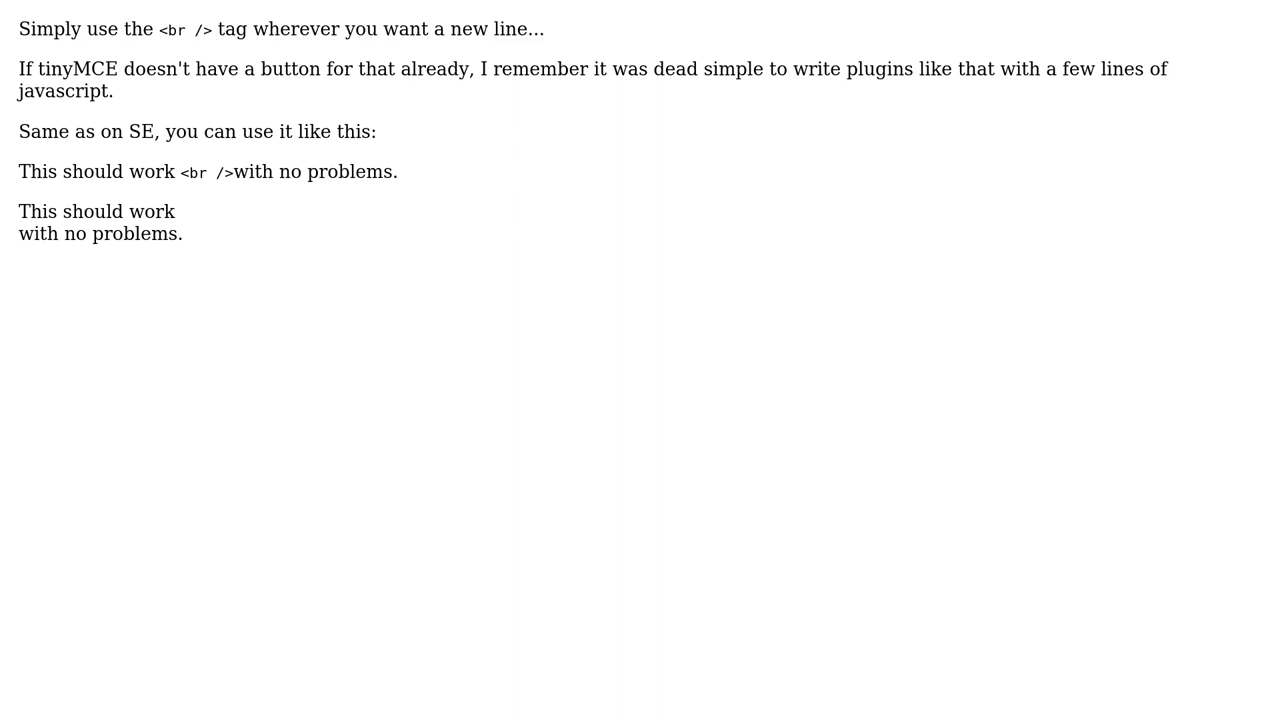 Simply use the <br /> tag wherever you want a new line...
If tinyMCE doesn't have a button for that already, I remember it was dead simple to write plugins like that with a few lines of
javascript.
Same as on SE, you can use it like this:
This should work <br />with no problems.
This should work
with no problems.